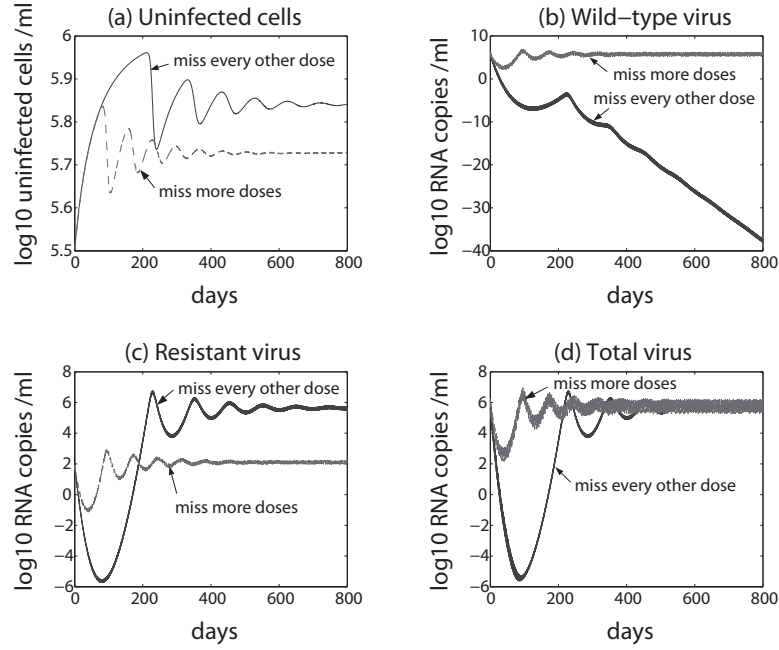 (a) Uninfected cells
log10 uninfected cells /ml
6
5.9
5.8
5.7
5.6
5.5
miss every other dose
miss more doses
0 200 400 600 800
days
(b) Wild−type virus
log10 RNA copies /ml
10
0
−10
−20
−30
−40
miss more doses
miss every other dose
0 200 400 600 800
days
(c) Resistant virus
log10 RNA copies /ml
8
6
4
2
0
−2
−4
−6
miss every other dose
miss more doses
0 200 400 600 800
days
(d) Total virus
log10 RNA copies /ml
8
6
4
2
0
−2
−4
−6
miss more doses
miss every other dose
0 200 400 600 800
days